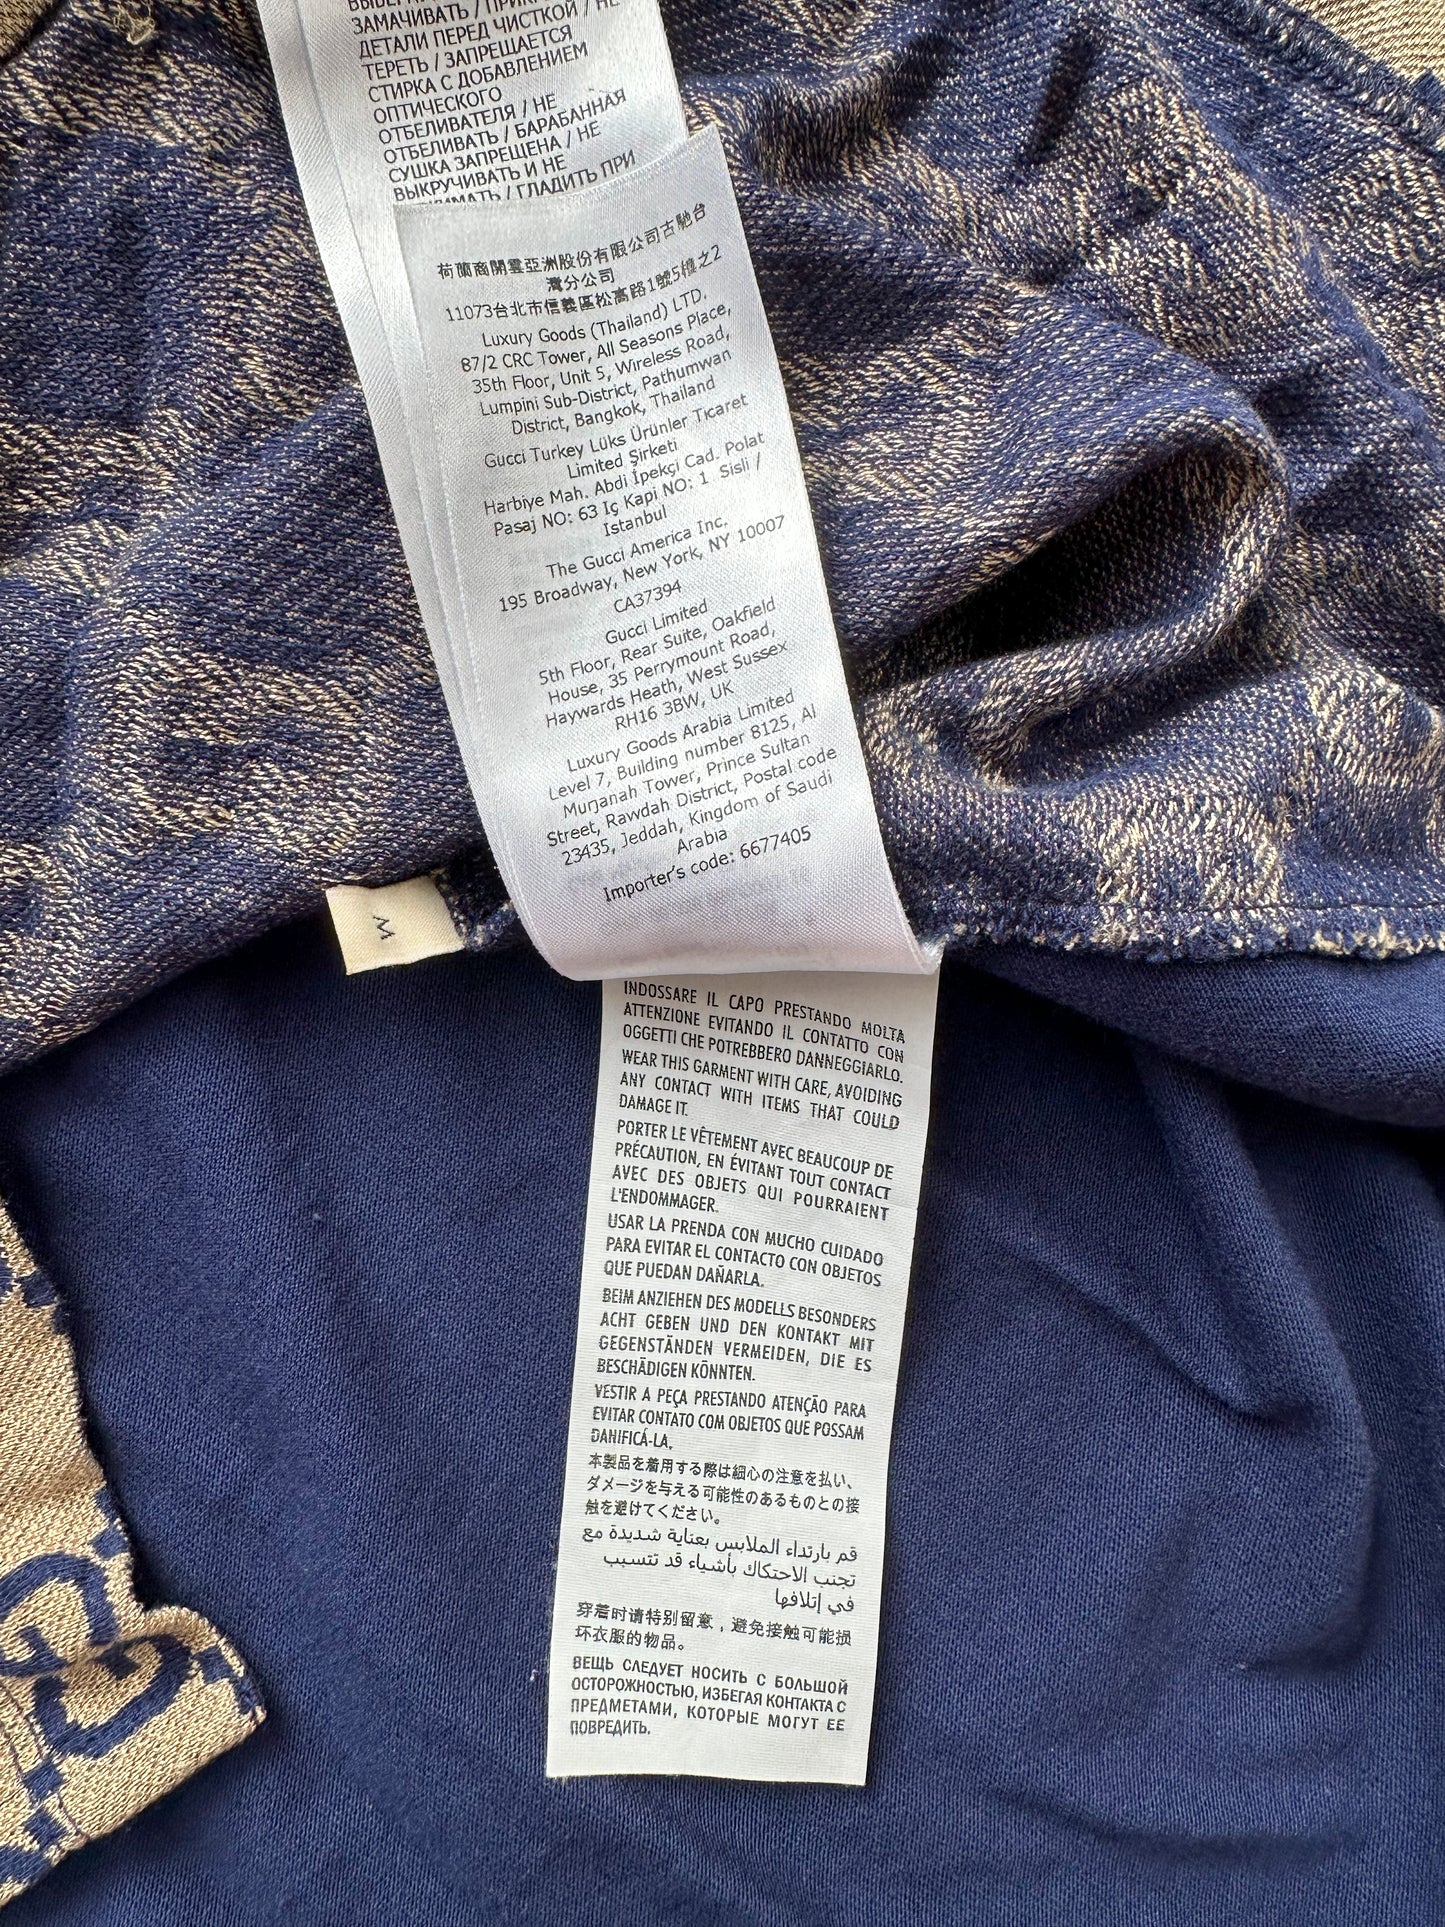 ЗАМАЧИВАТЬ /
ДЕТАЛИ ПЕРЕД ЧИСТКОЙ / НЕ
ТЕРЕТЬ / ЗАПРЕЩАЕТСЯ
СТИРКА С ДОБАВЛЕНИЕМ
ОПТИЧЕСКОГО
ОТБЕЛИВАТЕЛЯ / НЕ
ОТБЕЛИВАТЬ / БАРАБАННАЯ
СУШКА ЗАПРЕЩЕНА / НЕ
ВЫКРУЧИВАТЬ И НЕ
/ ГЛАДИТЬ ПРИ
荷蘭商開雲亞洲股份有限公司古馳台
灣分公司
11073台北市信義區松高路1號5樓之2
Luxury Goods (Thailand) LTD.
87/2 CRC Tower, All Seasons Place,
35th Floor, Unit 5, Wireless Road,
Lumpini Sub-District, Pathumwan
District, Bangkok, Thailand
Gucci Turkey Lüks Ürünler Ticaret
Limited Şirketi
Harbiye Mah. Abdi İpekçi Cad. Polat
Pasaj NO: 63 Iç Kapi NO: 1 Sisli /
Istanbul
The Gucci America Inc.
195 Broadway, New York, NY 10007
CA37394
Gucci Limited
5th Floor, Rear Suite, Oakfield
House, 35 Perrymount Road,
Haywards Heath, West Sussex
RH16 3BW, UK
Luxury Goods Arabia Limited
Level 7, Building number 8125, Al
Murjanah Tower, Prince Sultan
Street, Rawdah District, Postal code
23435, Jeddah, Kingdom of Saudi
Arabia
Importer's code: 6677405
M
INDOSSARE IL CAPO PRESTANDO MOLTA
ATTENZIONE EVITANDO IL CONTATTO CON
OGGETTI CHE POTREBBERO DANNEGGIARLO.
WEAR THIS GARMENT WITH CARE, AVOIDING
ANY CONTACT WITH ITEMS THAT COULD
DAMAGE IT.
PORTER LE VÊTEMENT AVEC BEAUCOUP DE
PRÉCAUTION, EN ÉVITANT TOUT CONTACT
AVEC DES OBJETS QUI POURRAIENT
L'ENDOMMAGER.
USAR LA PRENDA CON MUCHO CUIDADO
PARA EVITAR EL CONTACTO CON OBJETOS
QUE PUEDAN DAÑARLA.
BEIM ANZIEHEN DES MODELLS BESONDERS
ACHT GEBEN UND DEN KONTAKT MIT
GEGENSTÄNDEN VERMEIDEN, DIE ES
BESCHÄDIGEN KÖNNTEN.
VESTIR A PEÇA PRESTANDO ATENÇÃO PARA
EVITAR CONTATO COM OBJETOS QUE POSSAM
DANIFICÁ-LA.
本製品を着用する際は細心の注意を払い、
ダメージを与える可能性のあるものとの接
触を避けてください。
قم بارتداء الملابس بعناية شديدة مع
تجنب الاحتكاك بأشياء قد تتسبب
في إتلافها
穿着时请特别留意，避免接触可能损
坏衣服的物品。
ВЕЩЬ СЛЕДУЕТ НОСИТЬ С БОЛЬШОЙ
ОСТОРОЖНОСТЬЮ, ИЗБЕГАЯ КОНТАКТА С
ПРЕДМЕТАМИ, КОТОРЫЕ МОГУТ ЕЕ
ПОВРЕДИТЬ.